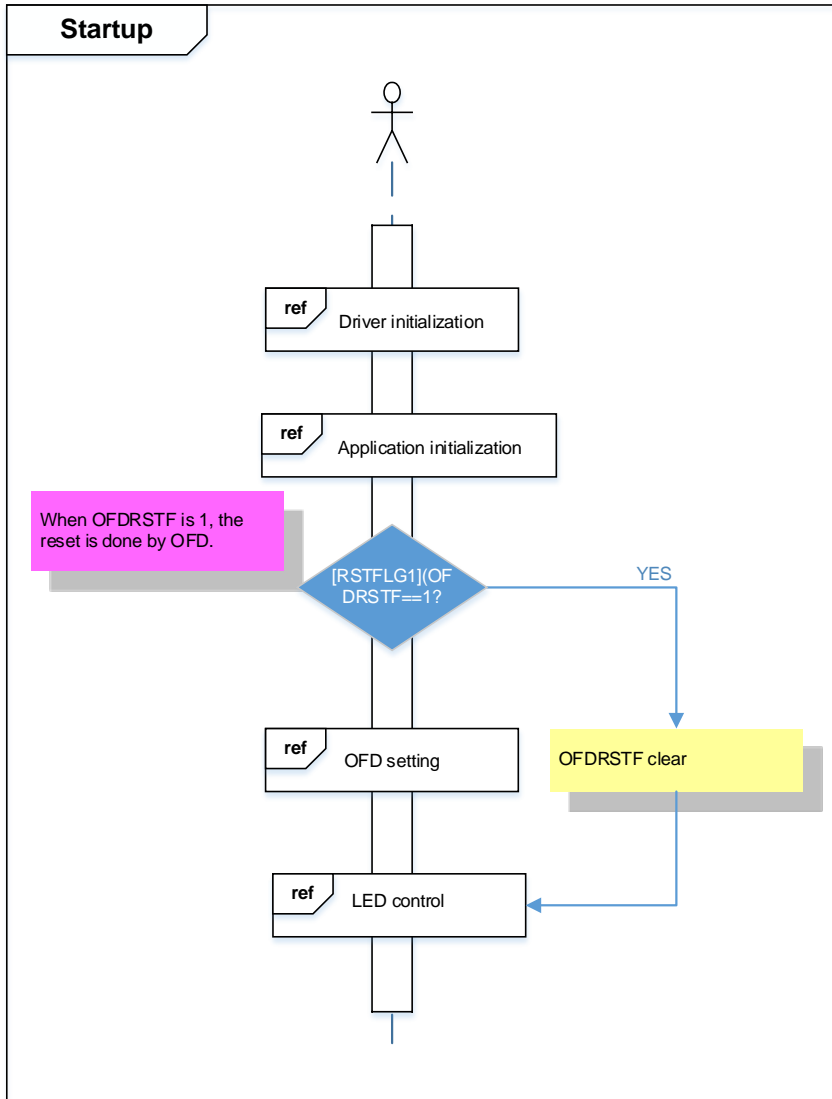 Startup
ref
Driver initialization
ref
Application initialization
When OFDRSTF is 1, the
reset is done by OFD.
[RSTFLG1](OF
DRSTF==1?
YES
ref
OFD setting
OFDRSTF clear
ref
LED control